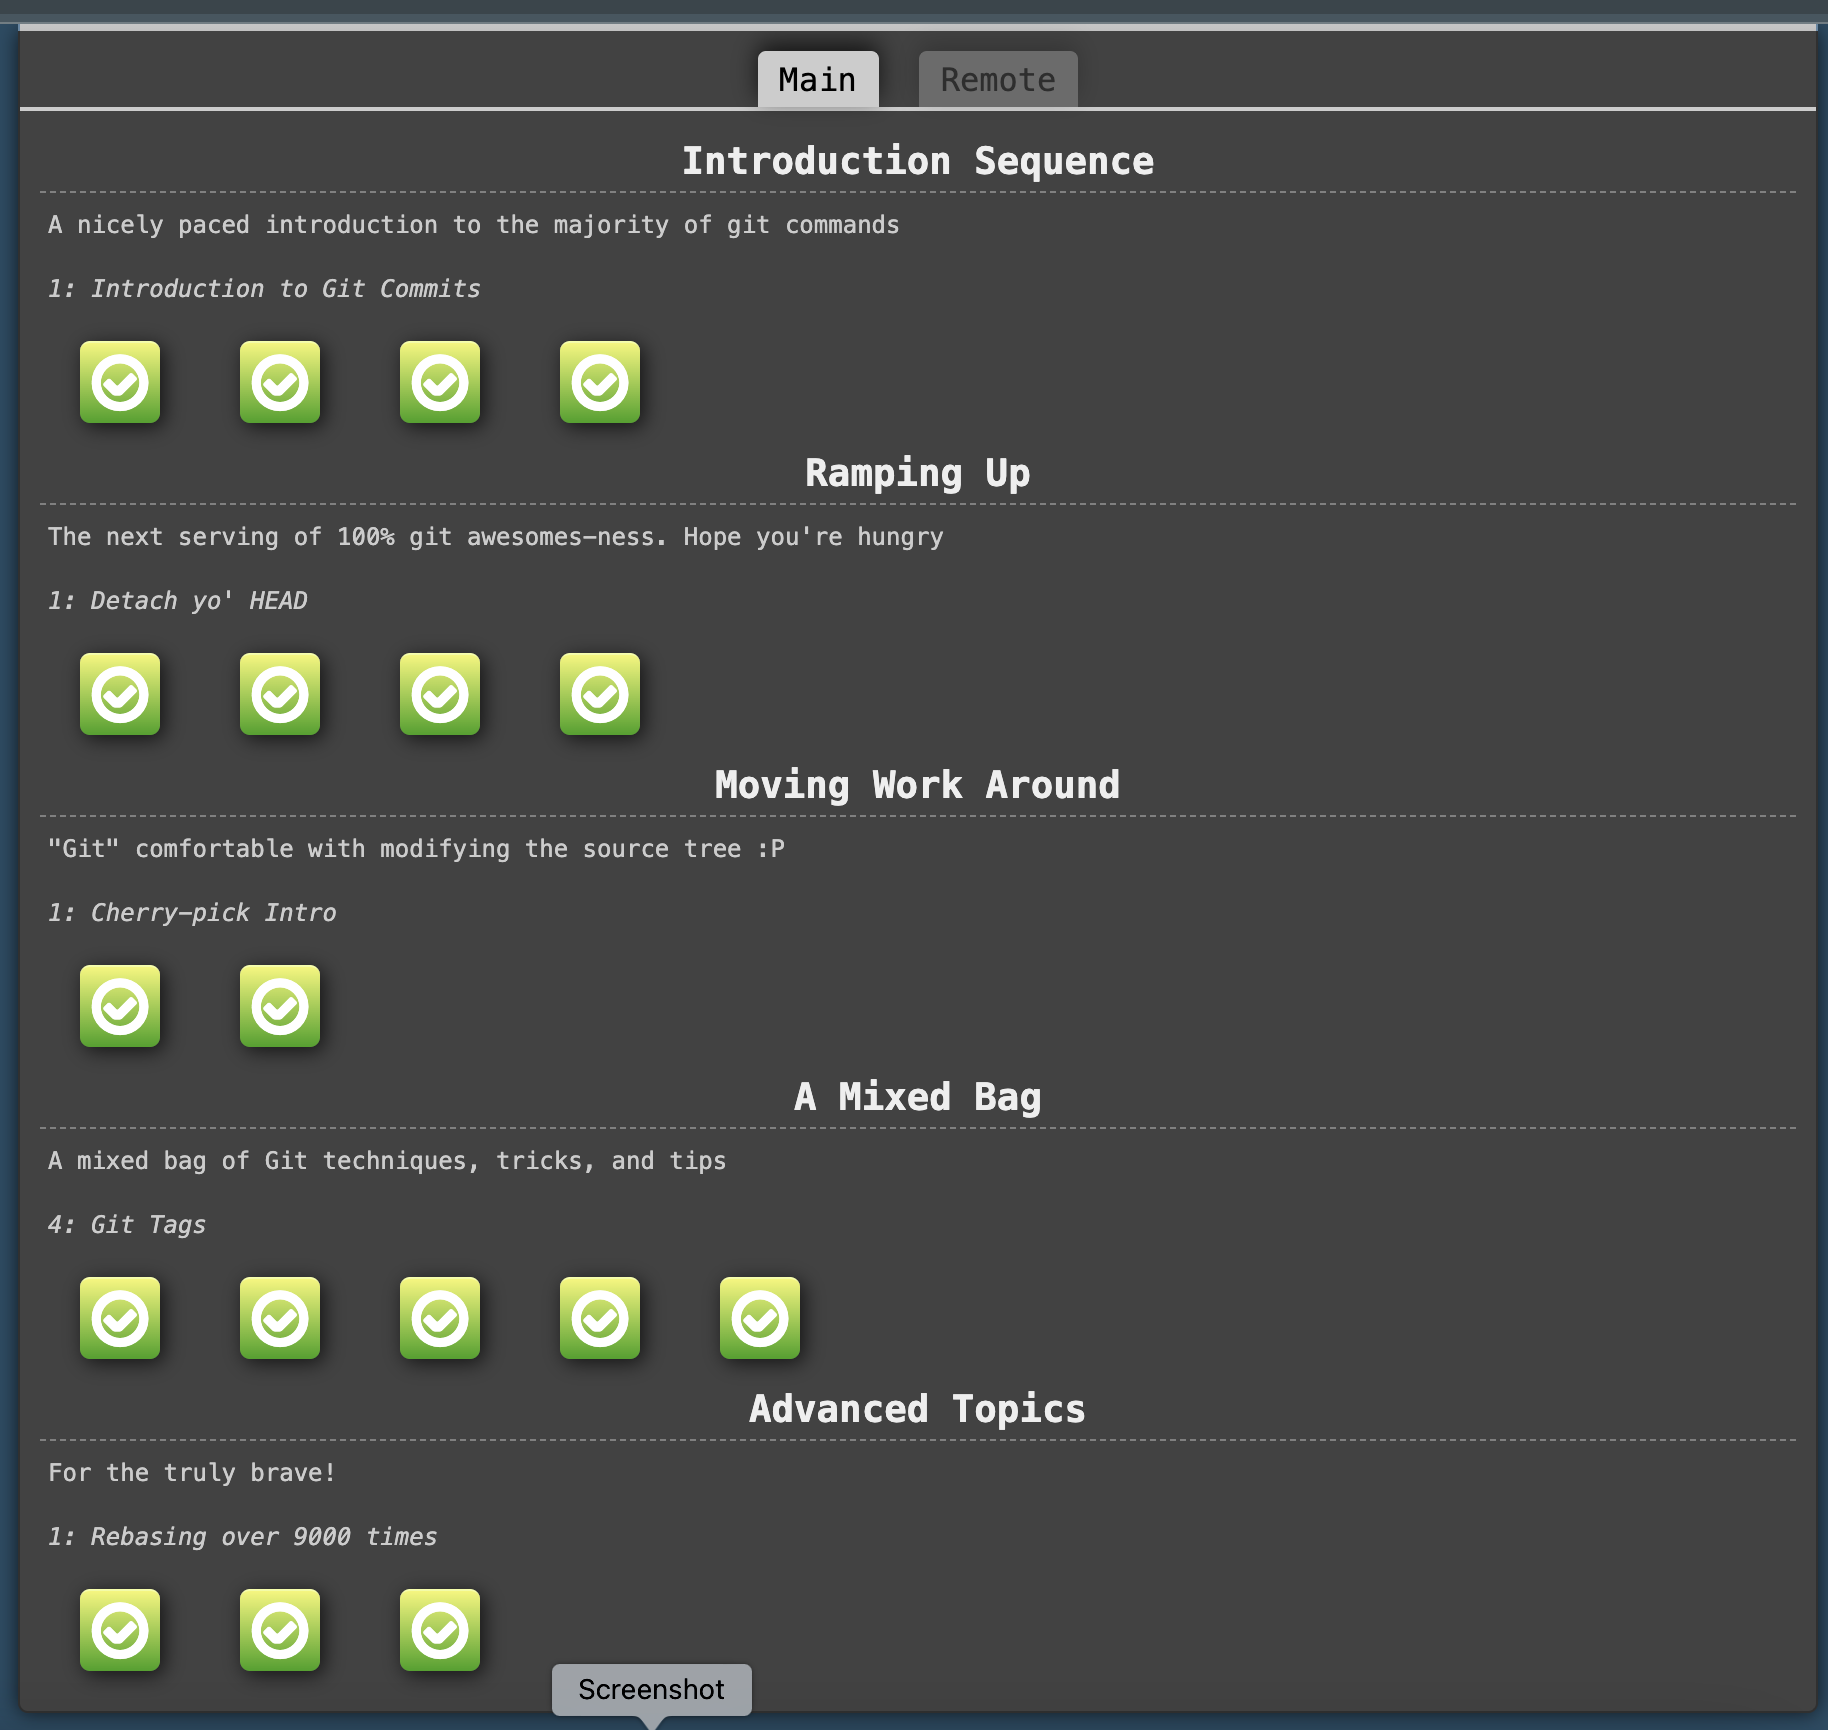 Main Remote
Introduction Sequence
A nicely paced introduction to the majority of git commands
1: Introduction to Git Commits
Ramping Up
The next serving of 100% git awesomes-ness. Hope you're hungry
1: Detach yo' HEAD
Moving Work Around
"Git" comfortable with modifying the source tree :P
1: Cherry-pick Intro
A Mixed Bag
A mixed bag of Git techniques, tricks, and tips
4: Git Tags
Advanced Topics
For the truly brave!
1: Rebasing over 9000 times
Screenshot